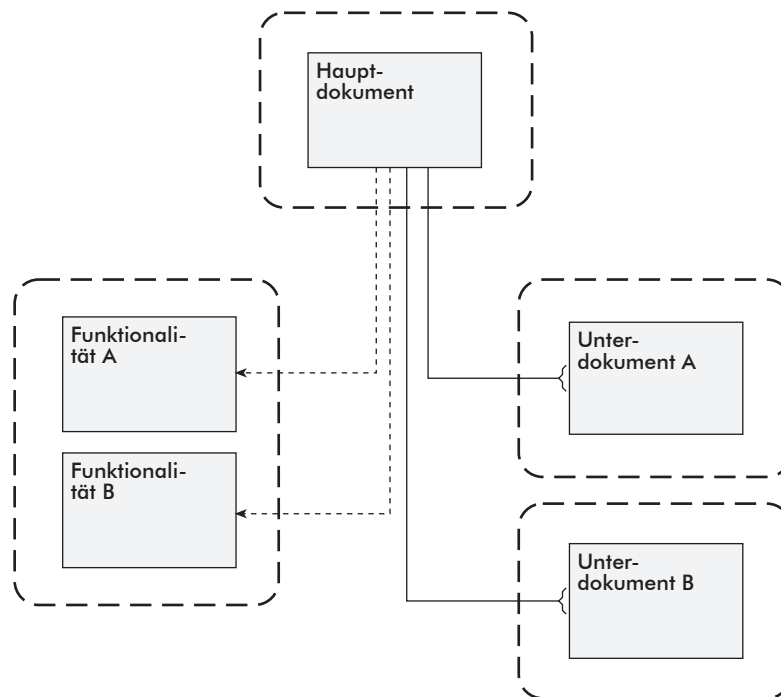 Haupt-
dokument
Funktionali-
tät A
Funktionali-
tät B
Unter-
dokument A
Unter-
dokument B